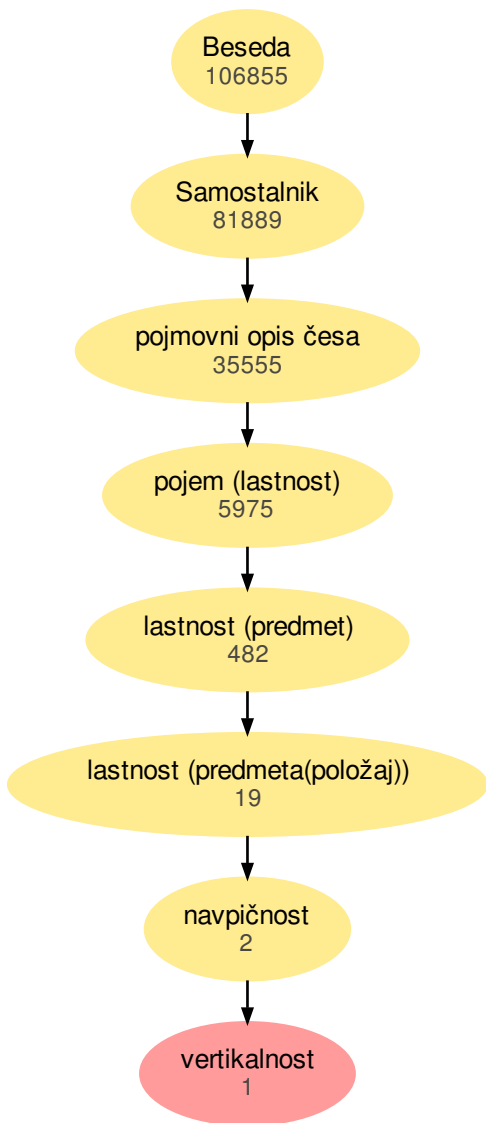 Beseda
106855
Samostalnik
81889
pojmovni opis česa
35555
pojem (lastnost)
5975
lastnost (predmet)
482
lastnost (predmeta(položaj))
19
navpičnost
2
vertikalnost
1